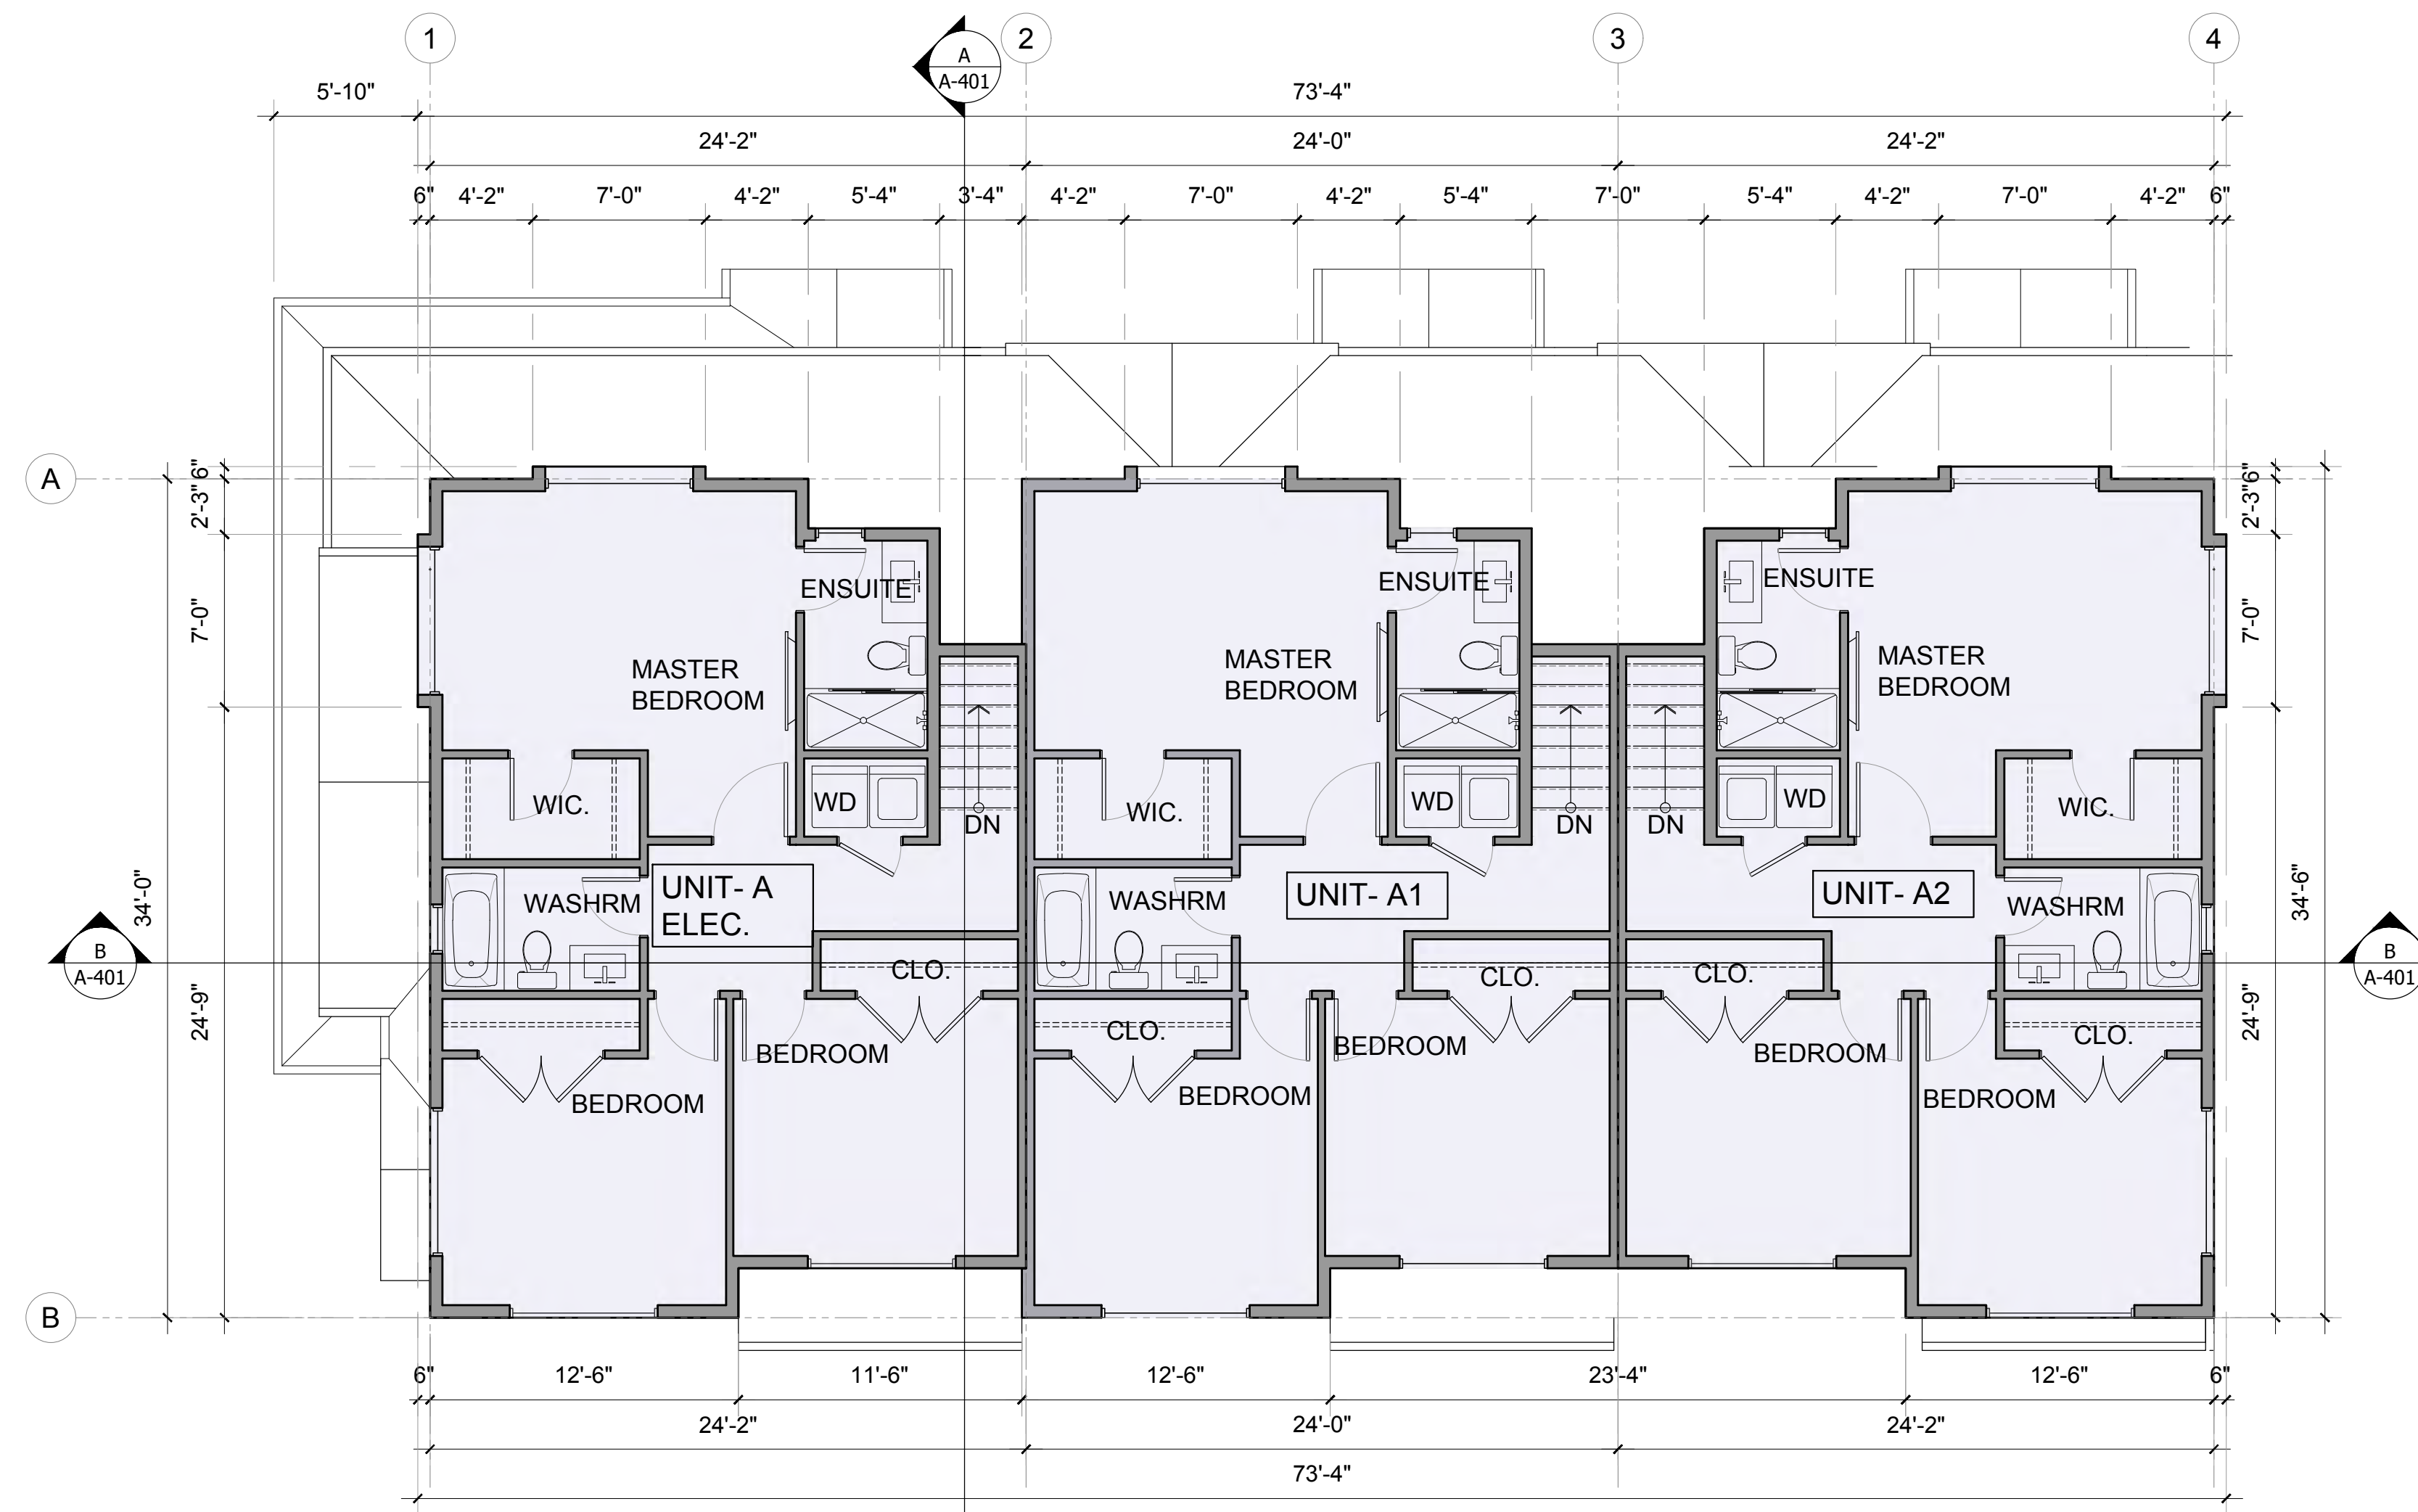 1
2
3
4
A
A-401
5'-10"
73'-4"
24'-2"
24'-0"
24'-2"
6"
4'-2"
7'-0"
4'-2"
5'-4"
3'-4"
4'-2"
7'-0"
4'-2"
5'-4"
7'-0"
5'-4"
4'-2"
7'-0"
4'-2"
6"
A
6"
2'-3"
7'-0"
34'-0"
24'-9"
6"
2'-3"
7'-0"
34'-6"
24'-9"
ENSUITE
ENSUITE
ENSUITE
MASTER
BEDROOM
MASTER
BEDROOM
MASTER
BEDROOM
WIC.
WD
DN
WIC.
WD
DN
DN
WD
WIC.
WASHRM
UNIT- A
ELEC.
WASHRM
UNIT- A1
UNIT- A2
WASHRM
B
A-401
B
A-401
CLO.
CLO.
CLO.
CLO.
CLO.
BEDROOM
BEDROOM
BEDROOM
BEDROOM
BEDROOM
BEDROOM
B
6"
12'-6"
11'-6"
12'-6"
23'-4"
12'-6"
6"
24'-2"
24'-0"
24'-2"
73'-4"